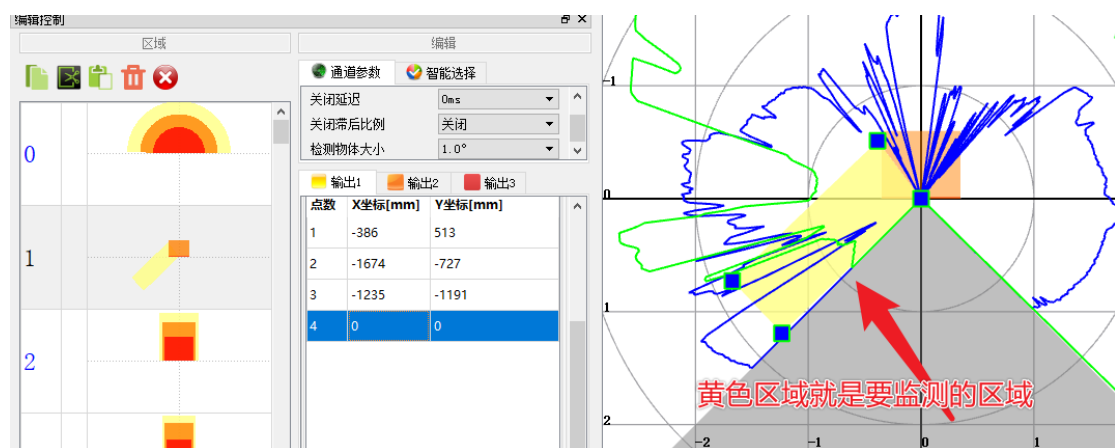 编辑控制
区域
编辑
通道参数
智能选择
关闭延迟 0ms
关闭滞后比例 关闭
检测物体大小 1.0°
输出1 输出2 输出3
点数 X坐标[mm] Y坐标[mm]
1 -386 513
2 -1674 -727
3 -1235 -1191
4 0 0
0
1
2
-1
0
1
2
-2 -1 0 1
黄色区域就是要监测的区域